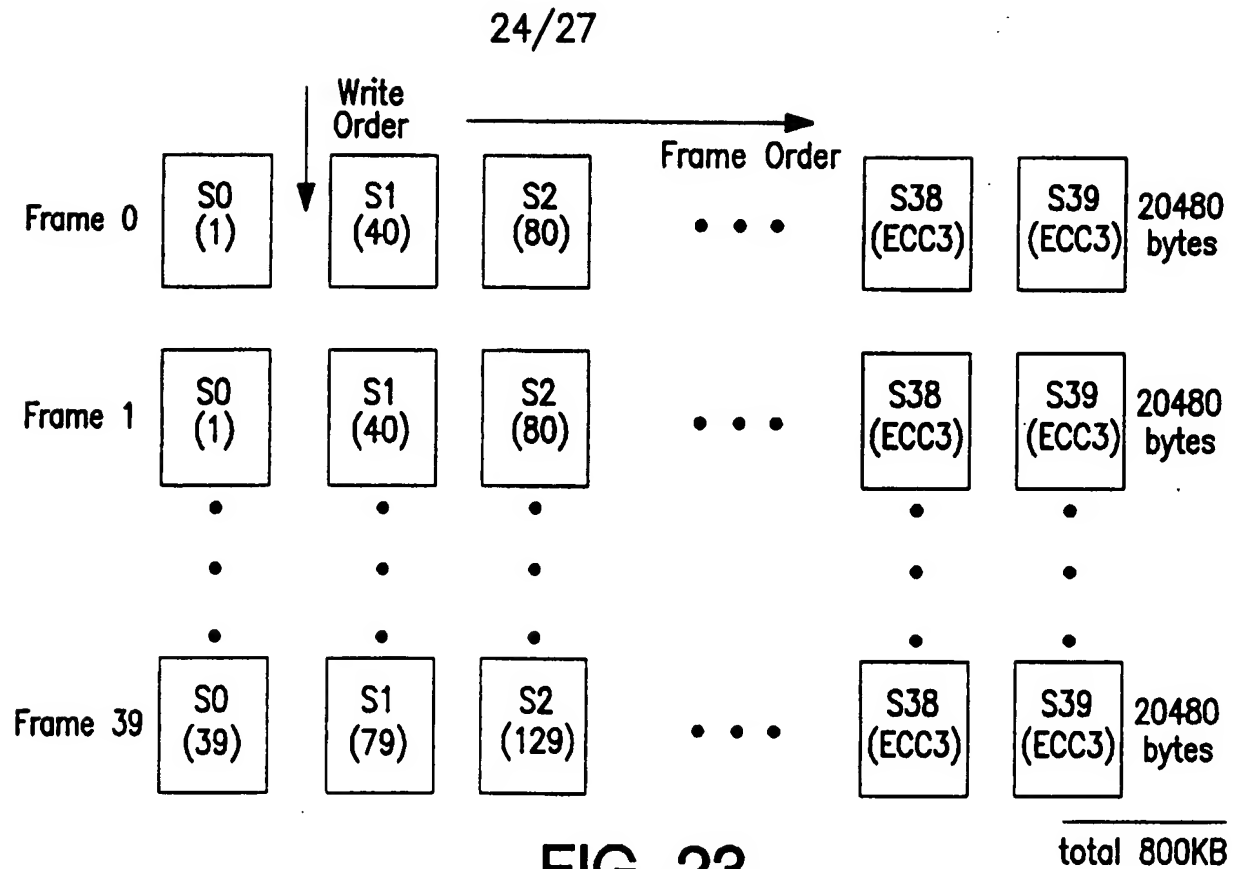 24/27
Write
Order
Frame Order
Frame 0
S0
(1)
S1
(40)
S2
(80)
S38
(ECC3)
S39
(ECC3)
20480
bytes
Frame 1
S0
(1)
S1
(40)
S2
(80)
S38
(ECC3)
S39
(ECC3)
20480
bytes
Frame 39
S0
(39)
S1
(79)
S2
(129)
S38
(ECC3)
S39
(ECC3)
20480
bytes
total 800KB
FIG. 23